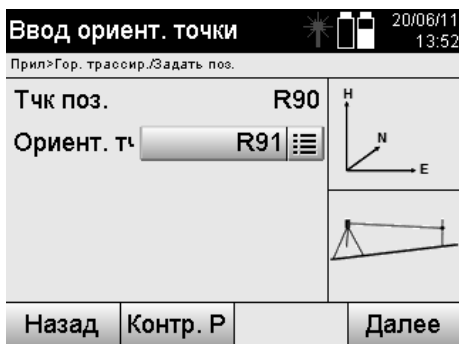 Ввод ориент. точки
20/06/11
13:52
Прил>Гор. трассир./Задать поз.
Тчк поз. R90
Ориент. тч R91
H
N
E
Назад Контр. Р Далее